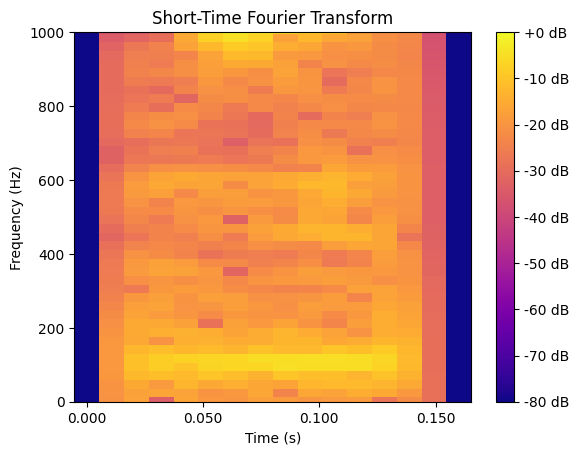 Short-Time Fourier Transform
1000
800
600
400
200
0
Frequency (Hz)
0.000
0.050
0.100
0.150
Time (s)
+0 dB
-10 dB
-20 dB
-30 dB
-40 dB
-50 dB
-60 dB
-70 dB
-80 dB